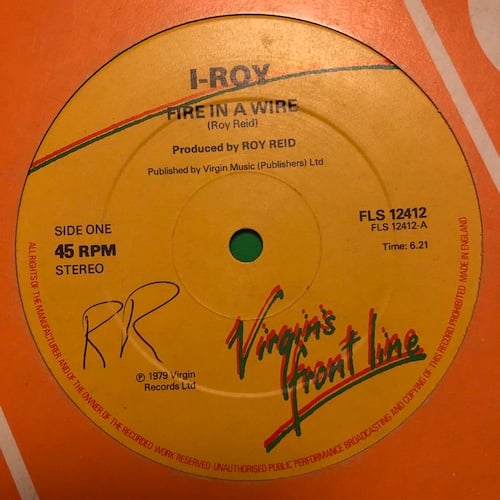 I-ROY
FIRE IN A WIRE
(Roy Reid)
Produced by ROY REID
Published by Virgin Music (Publishers) Ltd
SIDE ONE
45 RPM
STEREO
FLS 12412
FLS 12412-A
Time: 6.21
RR
℗ 1979 Virgin
Records Ltd
Virgin's
front line
ALL RIGHTS OF THE MANUFACTURER AND OF THE OWNER OF THE RECORDED WORK RESERVED UNAUTHORISED PUBLIC PERFORMANCE BROADCASTING AND COPYING OF THIS RECORD PROHIBITED MADE IN ENGLAND